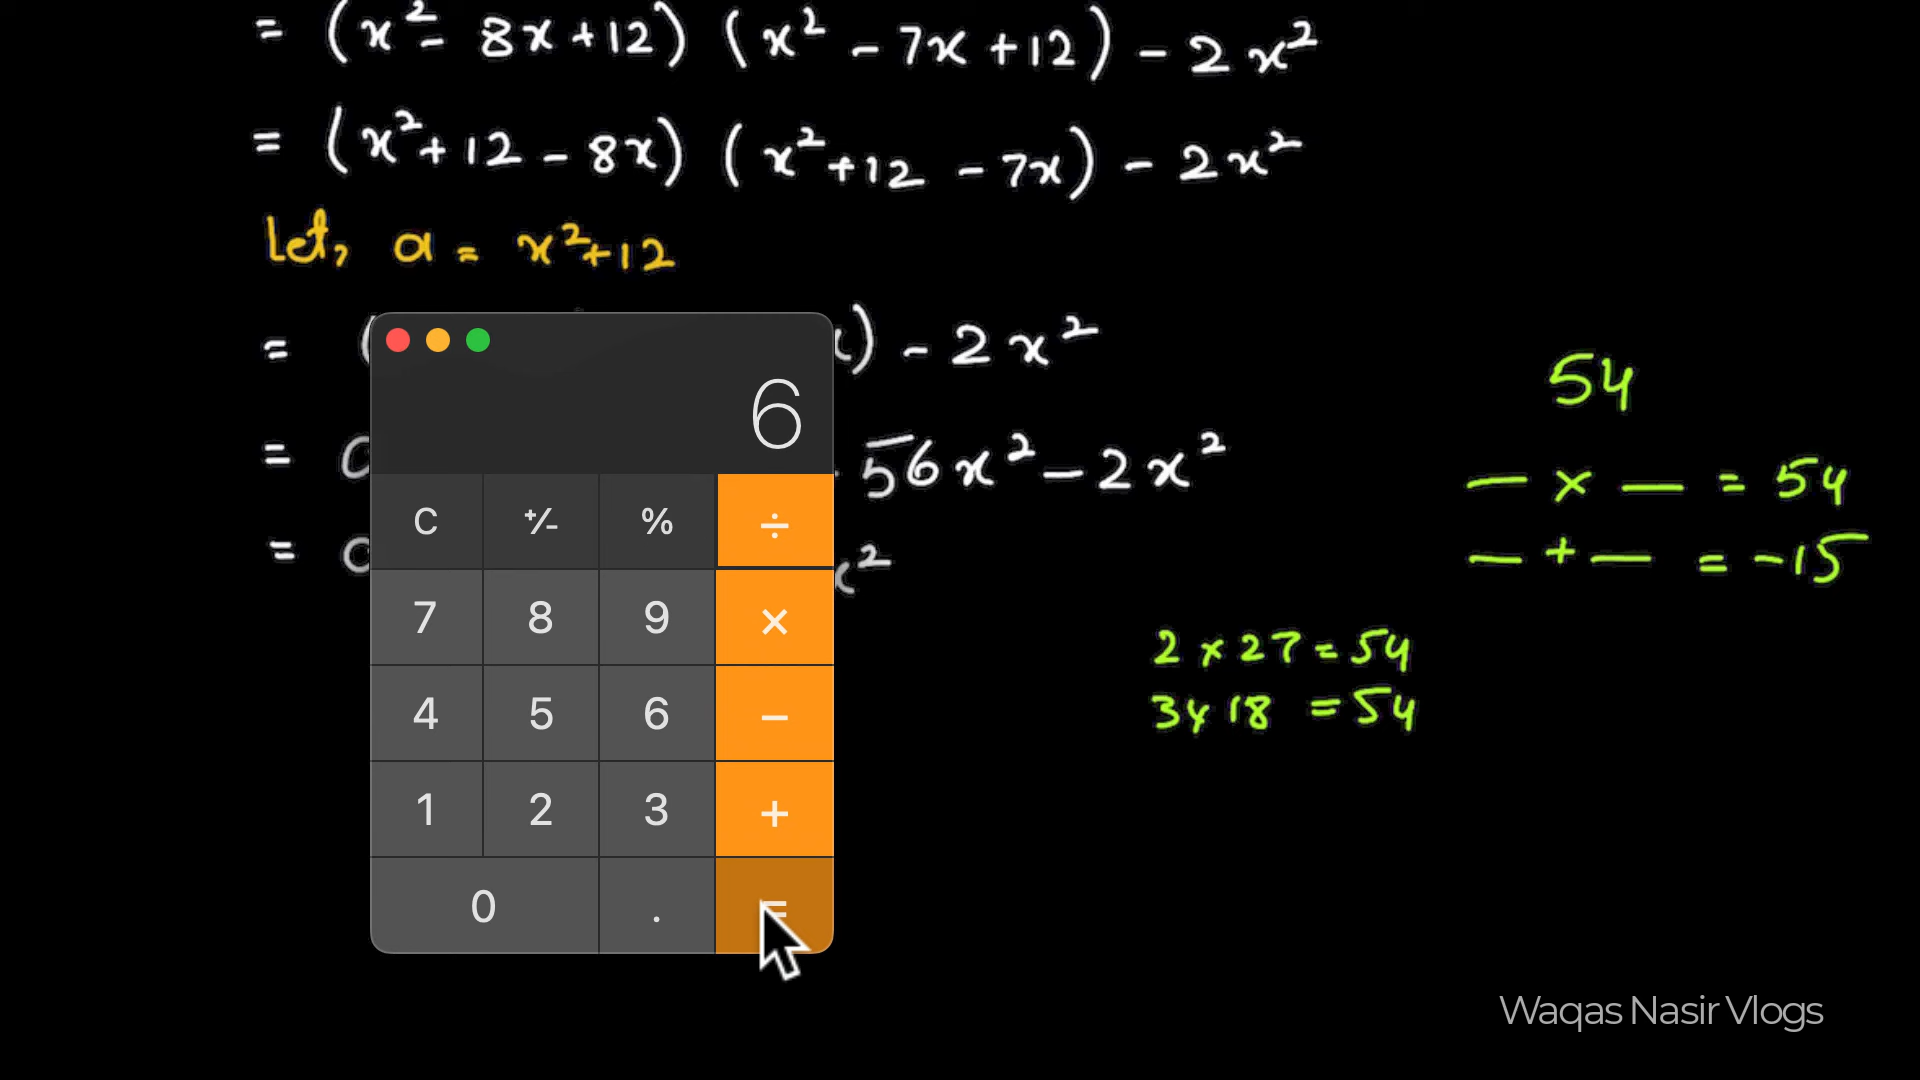 = (x² - 8x + 12) (x² - 7x + 12) - 2x²
= (x² + 12 - 8x) (x² + 12 - 7x) - 2x²
Let, a = x² + 12
= ( ) - 2x²
= 56x² - 2x²
= x²
54
— × — = 54
— + — = -15
2 × 27 = 54
3 × 18 = 54
6
C +/- % ÷
7 8 9 ×
4 5 6 −
1 2 3 +
0 . =
Waqas Nasir Vlogs